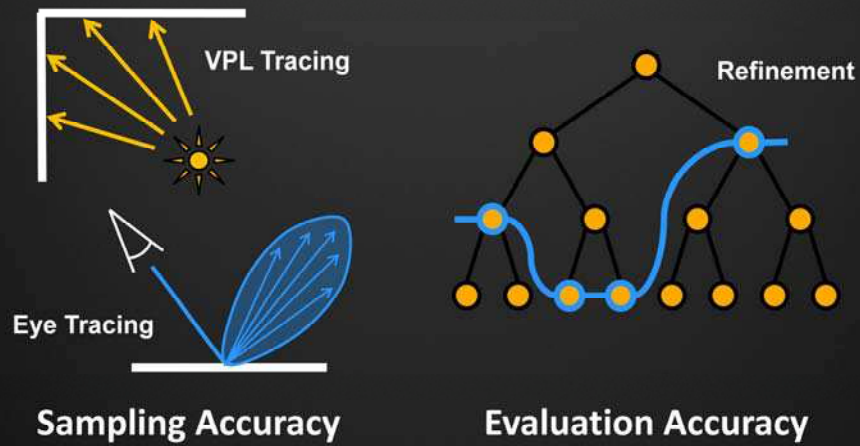 VPL Tracing
Refinement
Eye Tracing
Sampling Accuracy
Evaluation Accuracy